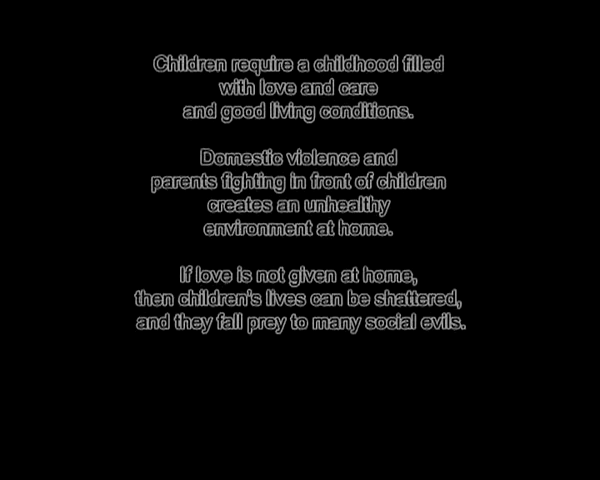 Children require a childhood filled
with love and care
and good living conditions.
Domestic violence and
parents fighting in front of children
creates an unhealthy
environment at home.
If love is not given at home,
then children's lives can be shattered,
and they fall prey to many social evils.